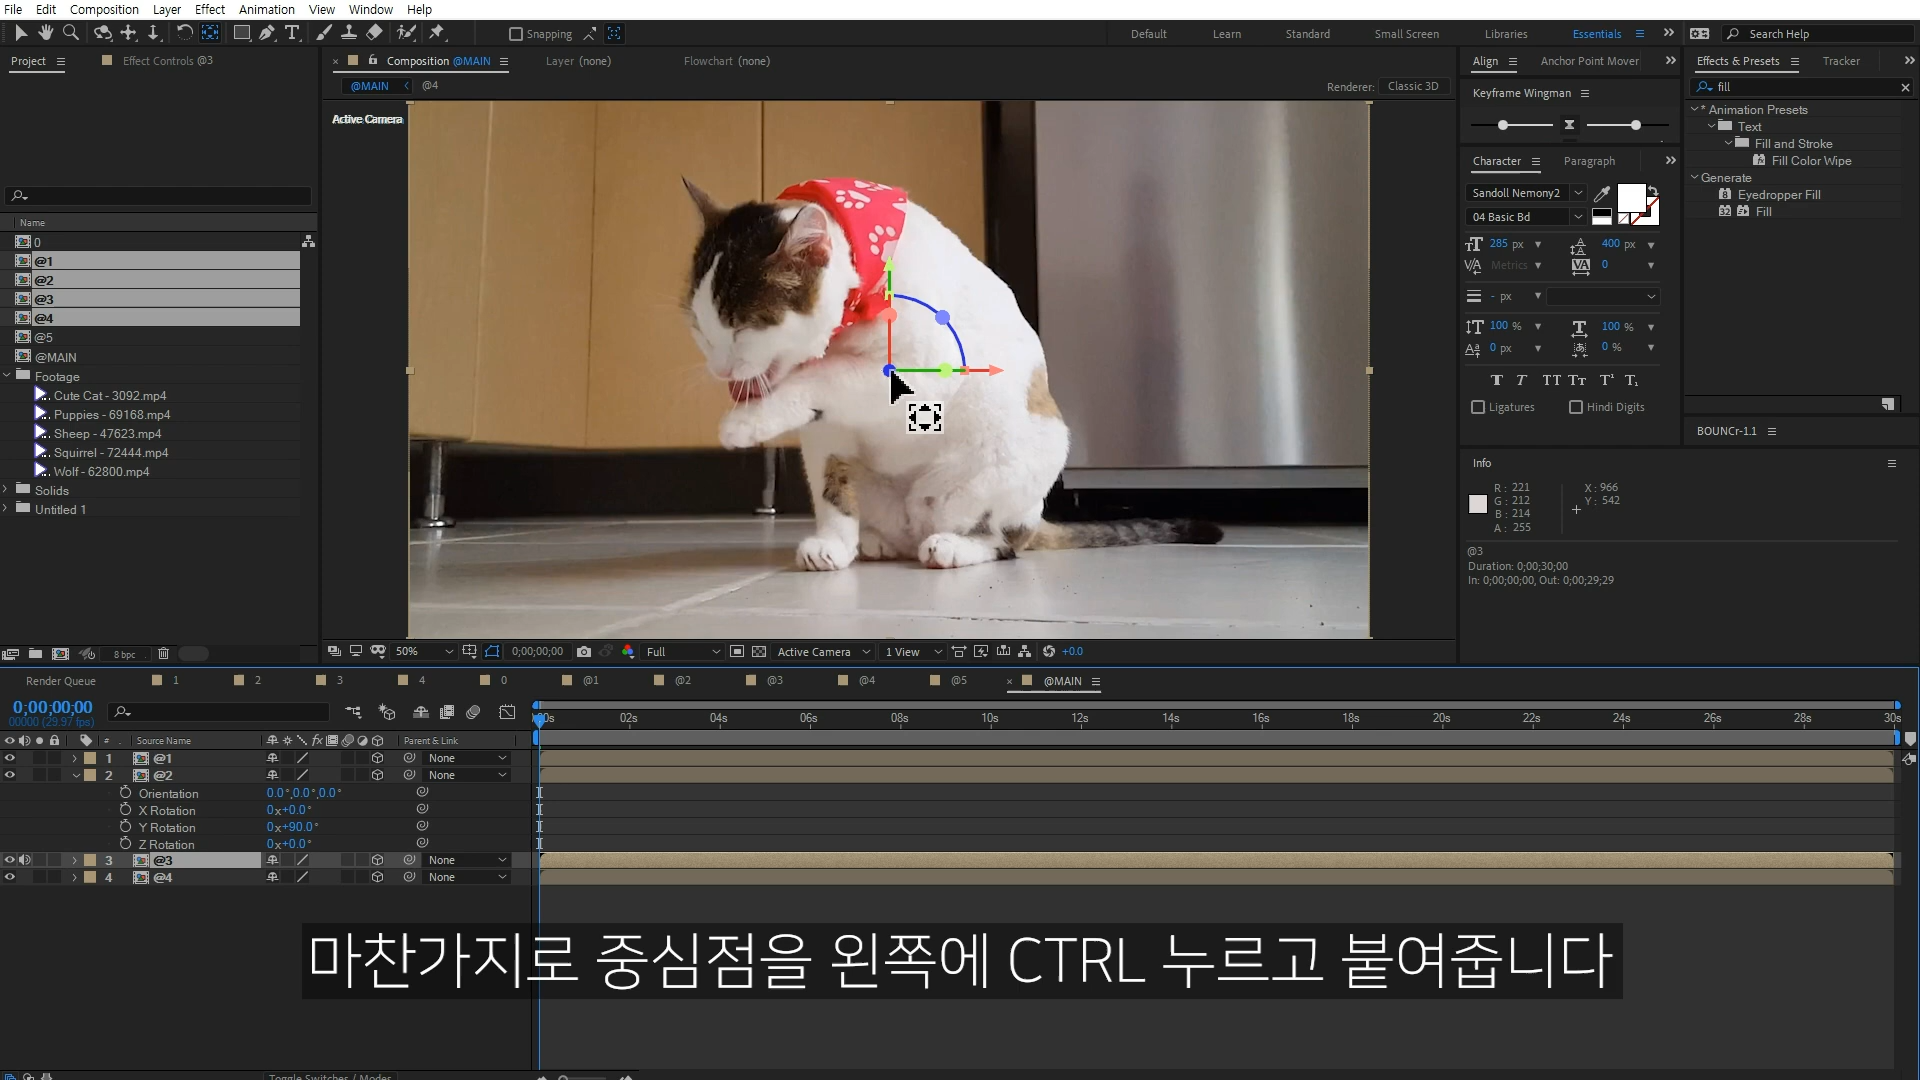 File Edit Composition Layer Effect Animation View Window Help
Snapping
Default Learn Standard Small Screen Libraries Essentials Search Help
Project Effect Controls @3
Composition @MAIN Layer (none) Flowchart (none)
@MAIN @4
Renderer: Classic 3D
Active Camera
Name
0
@1
@2
@3
@4
@5
@MAIN
Footage
Cute Cat - 3092.mp4
Puppies - 69168.mp4
Sheep - 47623.mp4
Squirrel - 72444.mp4
Wolf - 62800.mp4
Solids
Untitled 1
8 bpc
50% 0;00;00;00 Full Active Camera 1 View +0.0
Align Anchor Point Mover
Keyframe Wingman
Character Paragraph
Sandoll Nemony2
04 Basic Bd
285 px 400 px
Metrics 0
- px
100 % 100 %
0 px 0 %
Ligatures Hindi Digits
Info
R: 221
G: 212
B: 214
A: 255
X: 966
Y: 542
@3
Duration: 0;00;30;00
In: 0;00;00;00, Out: 0;00;29;29
Effects & Presets Tracker
fill
* Animation Presets
Text
Fill and Stroke
Fill Color Wipe
Generate
Eyedropper Fill
Fill
BOUNCr-1.1
Render Queue 1 2 3 4 0 @1 @2 @3 @4 @5 @MAIN
0;00;00;00
00000 (29.97 fps)
02s 04s 06s 08s 10s 12s 14s 16s 18s 20s 22s 24s 26s 28s 30s
# Source Name Parent & Link
1 @1 None
2 @2 None
Orientation 0.0°,0.0°,0.0°
X Rotation 0x+0.0°
Y Rotation 0x+90.0°
Z Rotation 0x+0.0°
3 @3 None
4 @4 None
마찬가지로 중심점을 왼쪽에 CTRL 누르고 붙여줍니다